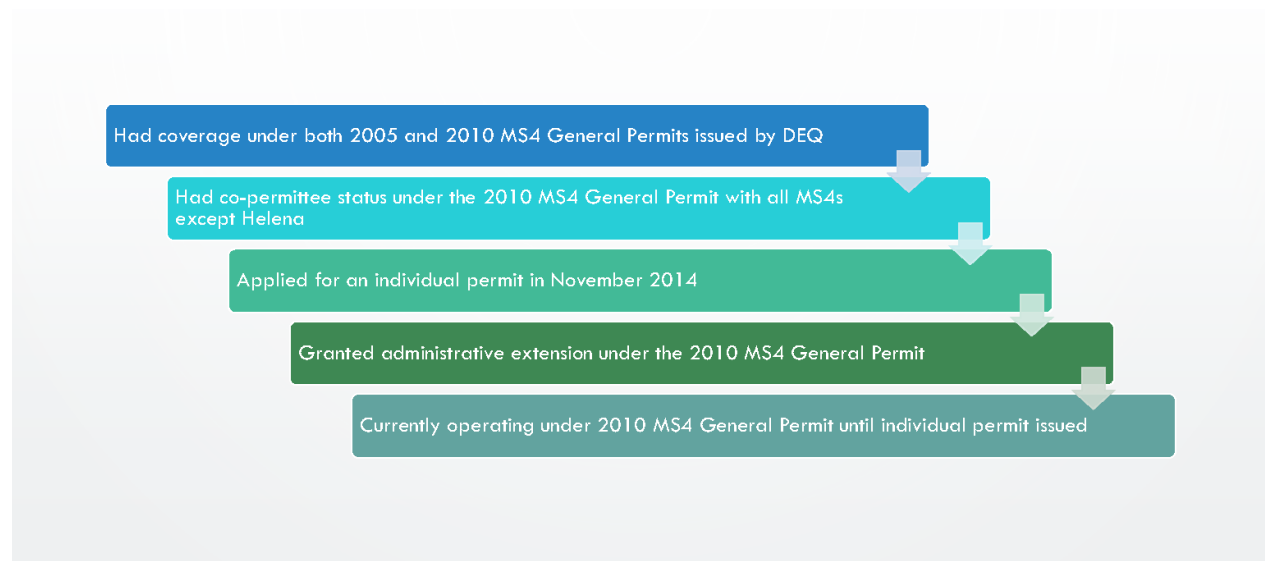 Had coverage under both 2005 and 2010 MS4 General Permits issued by DEQ
Had co-permittee status under the 2010 MS4 General Permit with all MS4s
except Helena
Applied for an individual permit in November 2014
Granted administrative extension under the 2010 MS4 General Permit
Currently operating under 2010 MS4 General Permit until individual permit issued